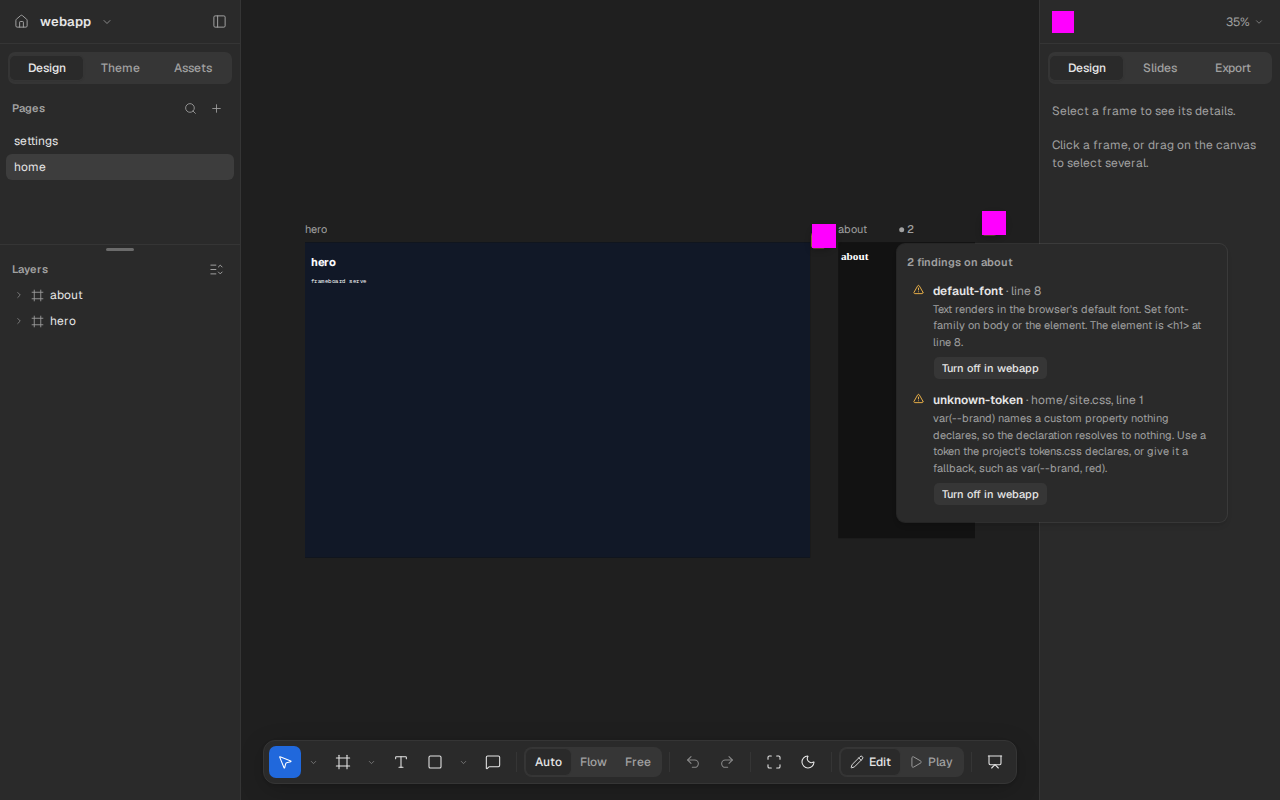 webapp
35%
Design Theme Assets
Design Slides Export
Pages
Select a frame to see its details.
settings
Click a frame, or drag on the canvas
to select several.
home
hero
about
2
hero
frameboard serve
about
2 findings on about
default-font · line 8
Text renders in the browser's default font. Set font-
family on body or the element. The element is <h1> at
line 8.
Turn off in webapp
unknown-token · home/site.css, line 1
var(--brand) names a custom property nothing
declares, so the declaration resolves to nothing. Use a
token the project's tokens.css declares, or give it a
fallback, such as var(--brand, red).
Turn off in webapp
Layers
about
hero
Auto Flow Free
Edit Play